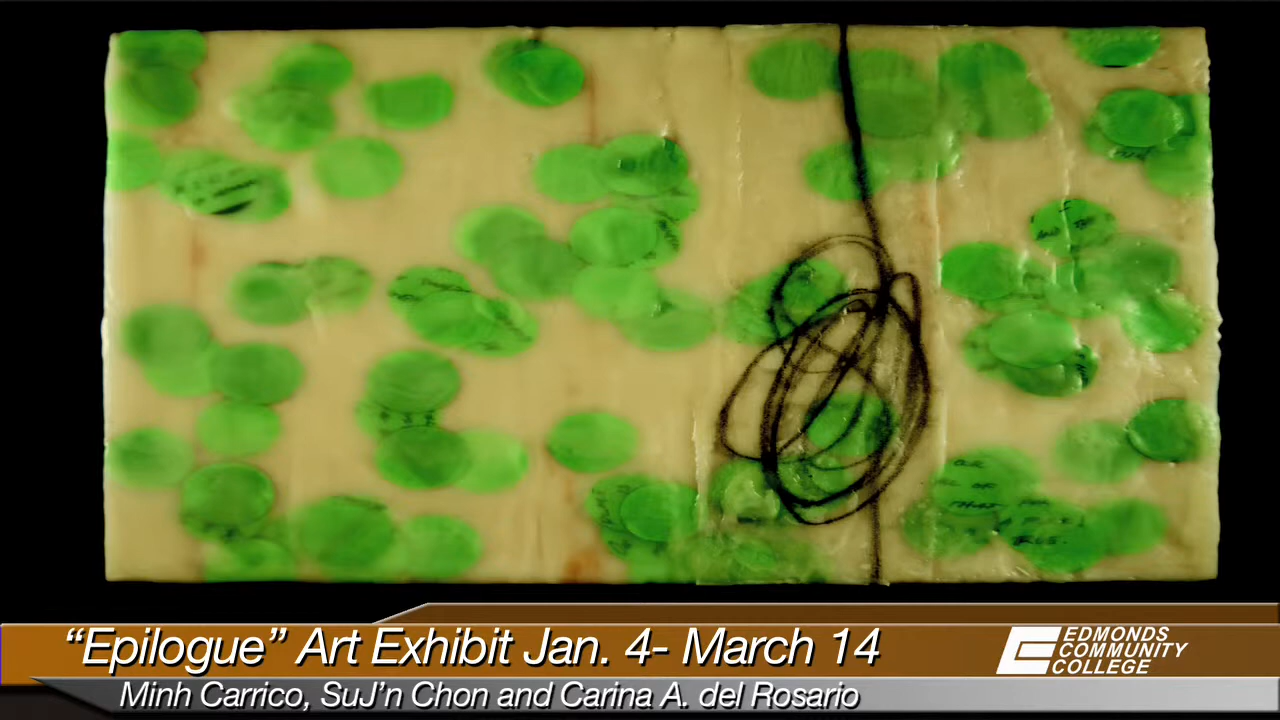 “Epilogue” Art Exhibit Jan. 4- March 14
Minh Carrico, SuJ’n Chon and Carina A. del Rosario
EDMONDS
COMMUNITY
COLLEGE